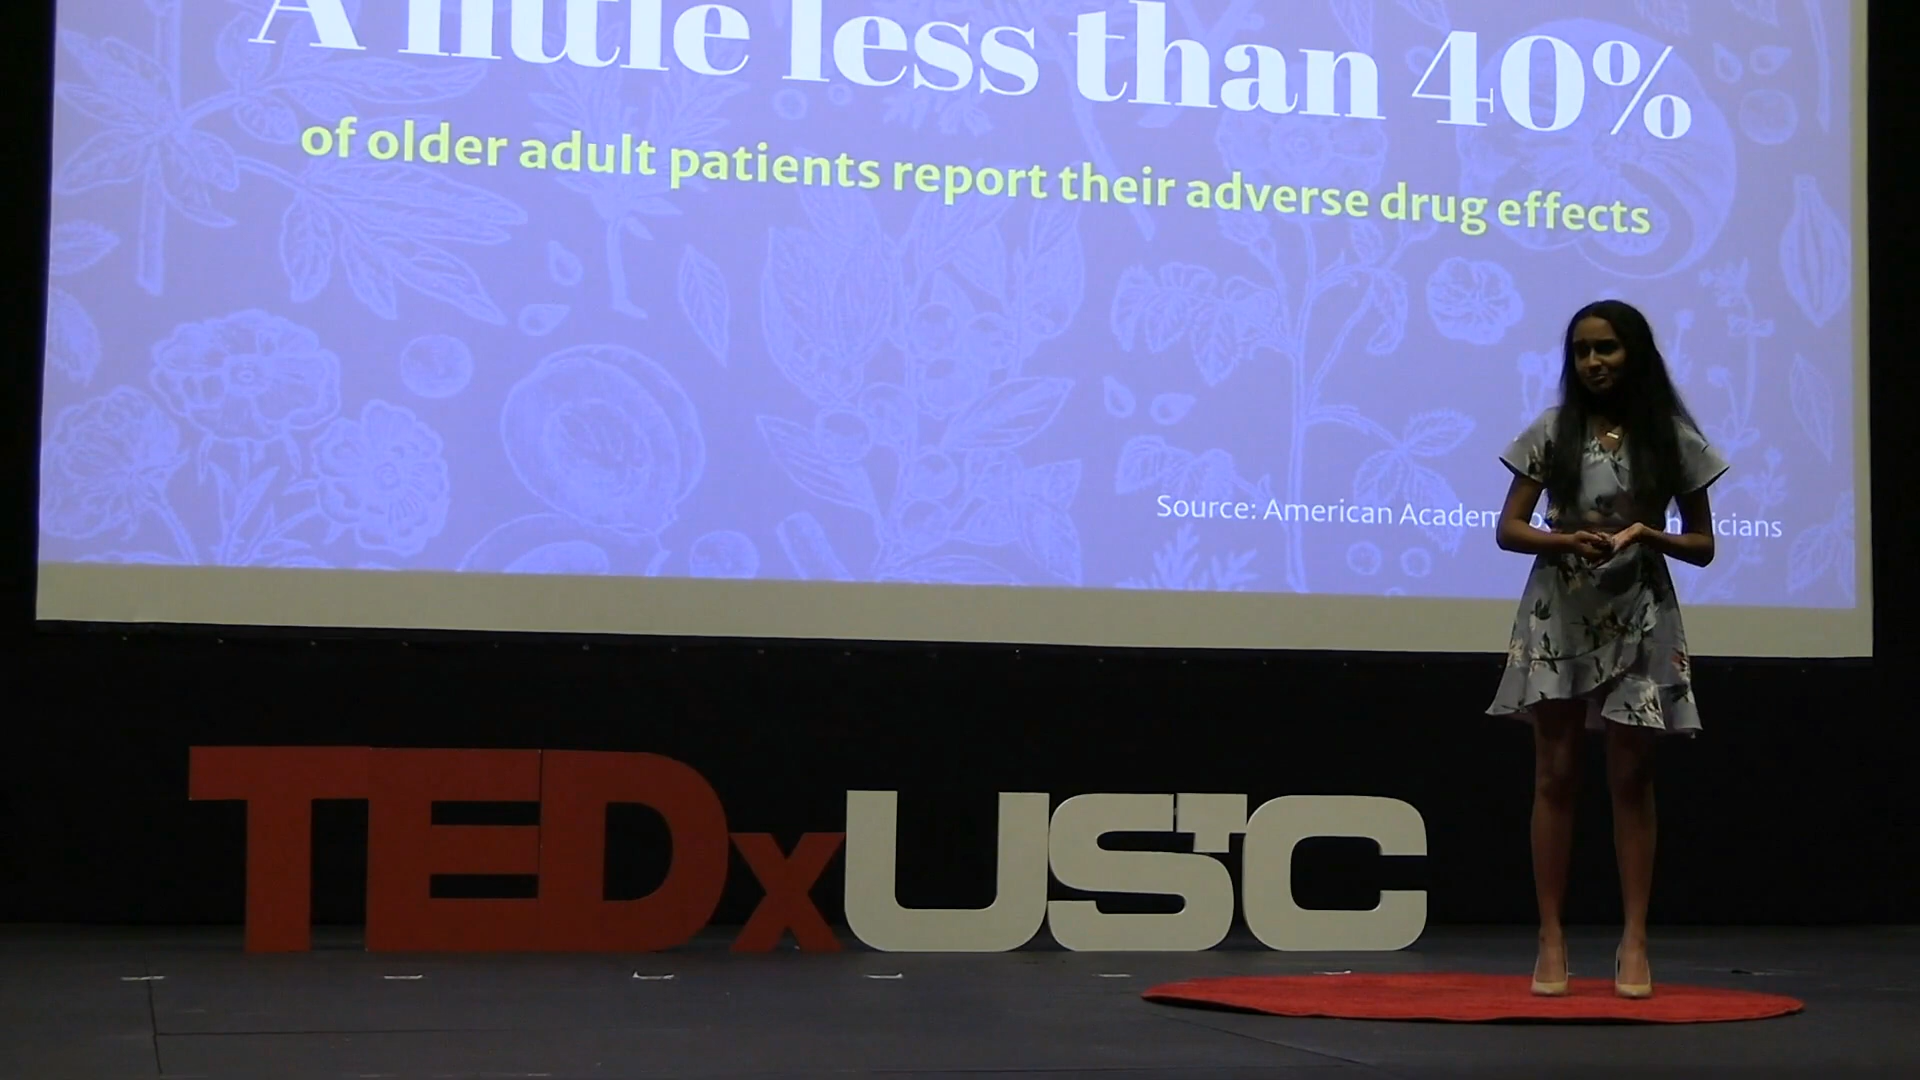 A little less than 40%
of older adult patients report their adverse drug effects
Source: American Academ
icians
TEDxUSC